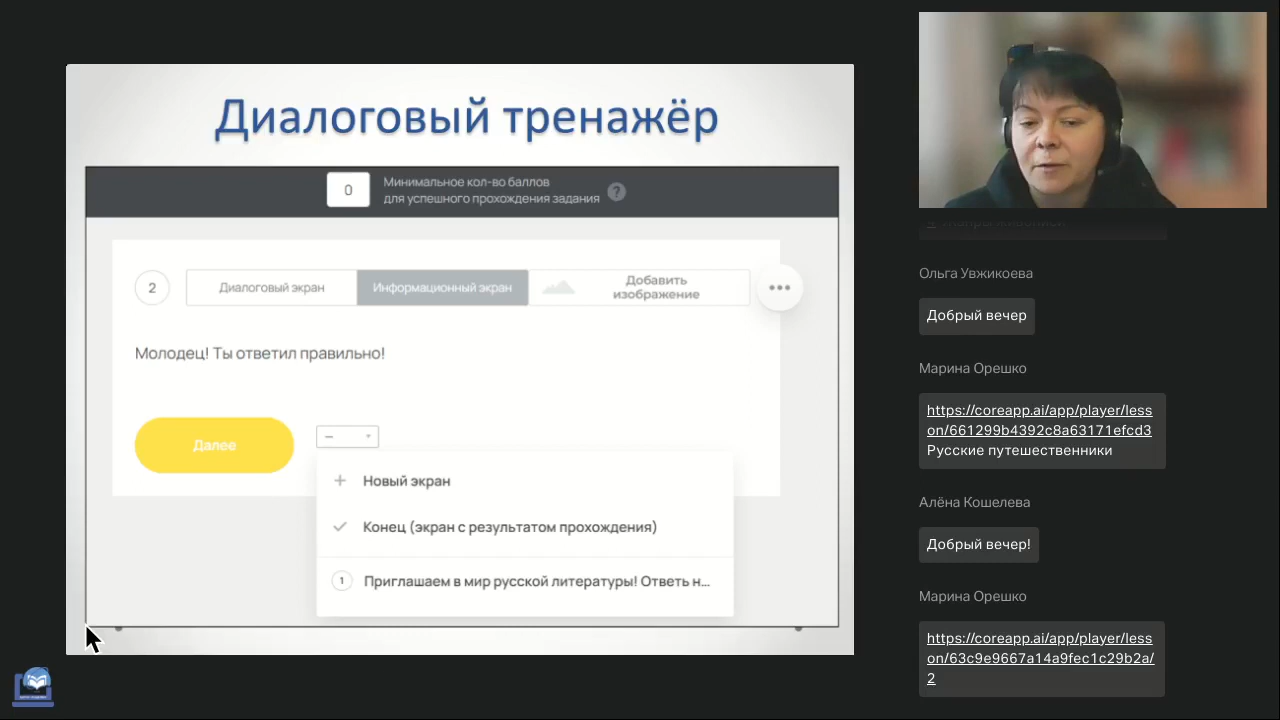 Диалоговый тренажёр
0
Минимальное кол-во баллов
для успешного прохождения задания
?
2
Диалоговый экран
Информационный экран
Добавить
изображение
Молодец! Ты ответил правильно!
Далее
Новый экран
Конец (экран с результатом прохождения)
1
Приглашаем в мир русской литературы! Ответь н...
Ольга Увжикоева
Добрый вечер
Марина Орешко
https://coreapp.ai/app/player/less
on/661299b4392c8a63171efcd3
Русские путешественники
Алёна Кошелева
Добрый вечер!
Марина Орешко
https://coreapp.ai/app/player/less
on/63c9e9667a14a9fec1c29b2a/
2